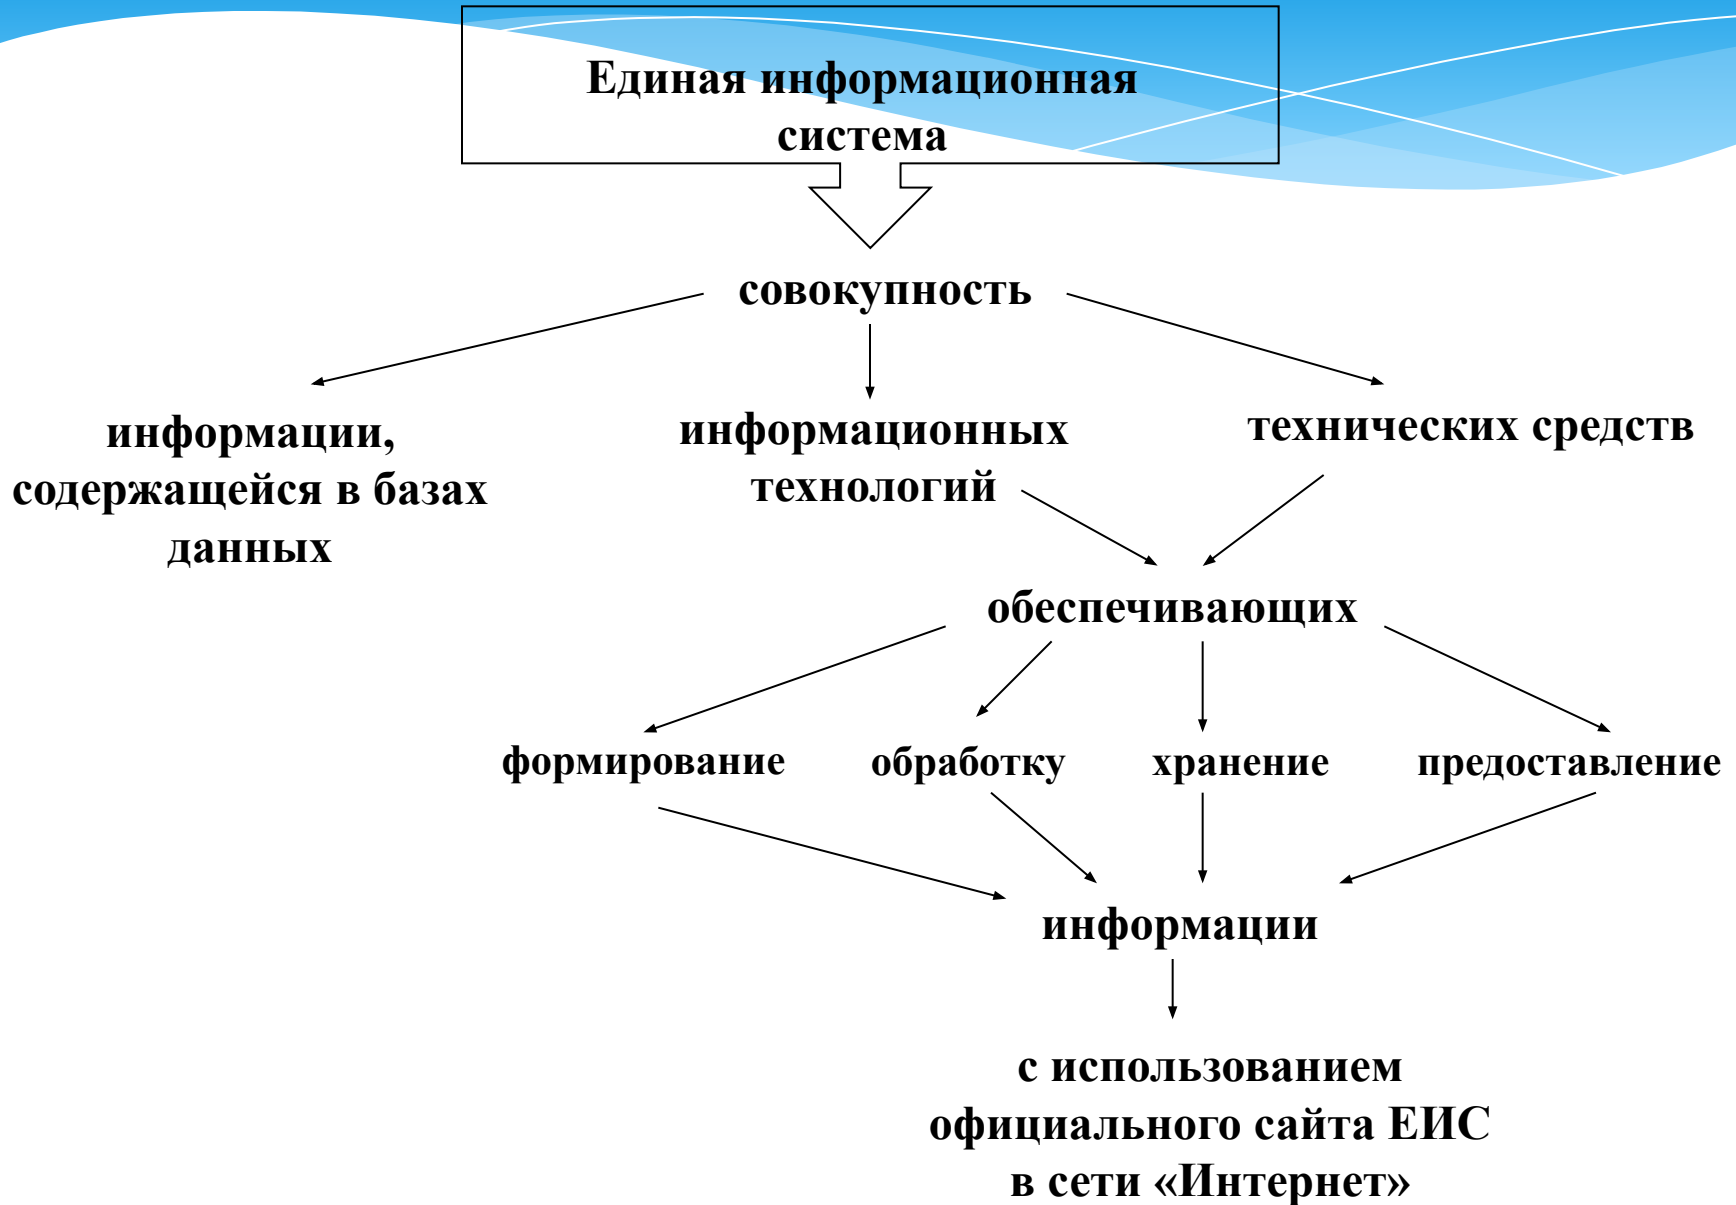 Единая информационная
система
совокупность
информации,
содержащейся в базах
данных
информационных
технологий
технических средств
обеспечивающих
формирование
обработку
хранение
предоставление
информации
с использованием
официального сайта ЕИС
в сети «Интернет»